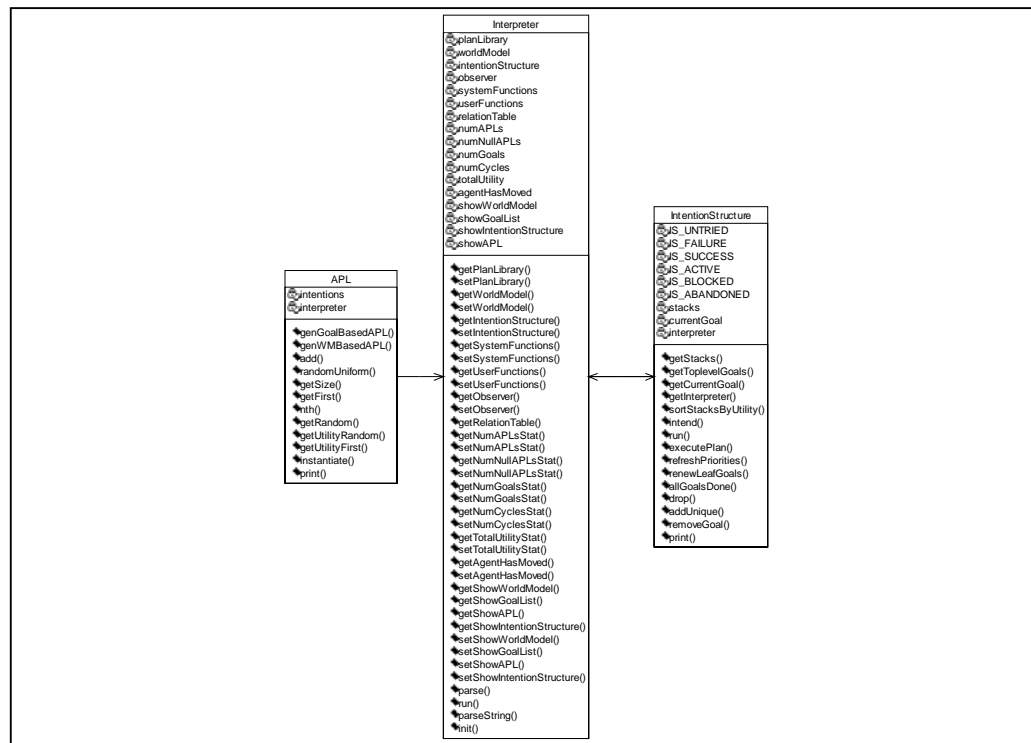 Interpreter
planLibrary
worldModel
intentionStructure
observer
systemFunctions
userFunctions
relationTable
numAPLs
numNullAPLs
numGoals
numCycles
totalUtility
agentHasMoved
showWorldModel
showGoalList
showIntentionStructure
showAPL
getPlanLibrary()
setPlanLibrary()
getWorldModel()
setWorldModel()
getIntentionStructure()
setIntentionStructure()
getSystemFunctions()
setSystemFunctions()
getUserFunctions()
setUserFunctions()
getObserver()
setObserver()
getRelationTable()
getNumAPLsStat()
setNumAPLsStat()
getNumNullAPLsStat()
setNumNullAPLsStat()
getNumGoalsStat()
setNumGoalsStat()
getNumCyclesStat()
setNumCyclesStat()
getTotalUtilityStat()
setTotalUtilityStat()
getAgentHasMoved()
setAgentHasMoved()
getShowWorldModel()
getShowGoalList()
getShowAPL()
getShowIntentionStructure()
setShowWorldModel()
setShowGoalList()
setShowAPL()
setShowIntentionStructure()
parse()
run()
parseString()
init()
APL
intentions
interpreter
genGoalBasedAPL()
genWMBasedAPL()
add()
randomUniform()
getSize()
getFirst()
nth()
getRandom()
getUtilityRandom()
getUtilityFirst()
instantiate()
print()
IntentionStructure
IS_UNTRIED
IS_FAILURE
IS_SUCCESS
IS_ACTIVE
IS_BLOCKED
IS_ABANDONED
stacks
currentGoal
interpreter
getStacks()
getToplevelGoals()
getCurrentGoal()
getInterpreter()
sortStacksByUtility()
intend()
run()
executePlan()
refreshPriorities()
renewLeafGoals()
allGoalsDone()
drop()
addUnique()
removeGoal()
print()